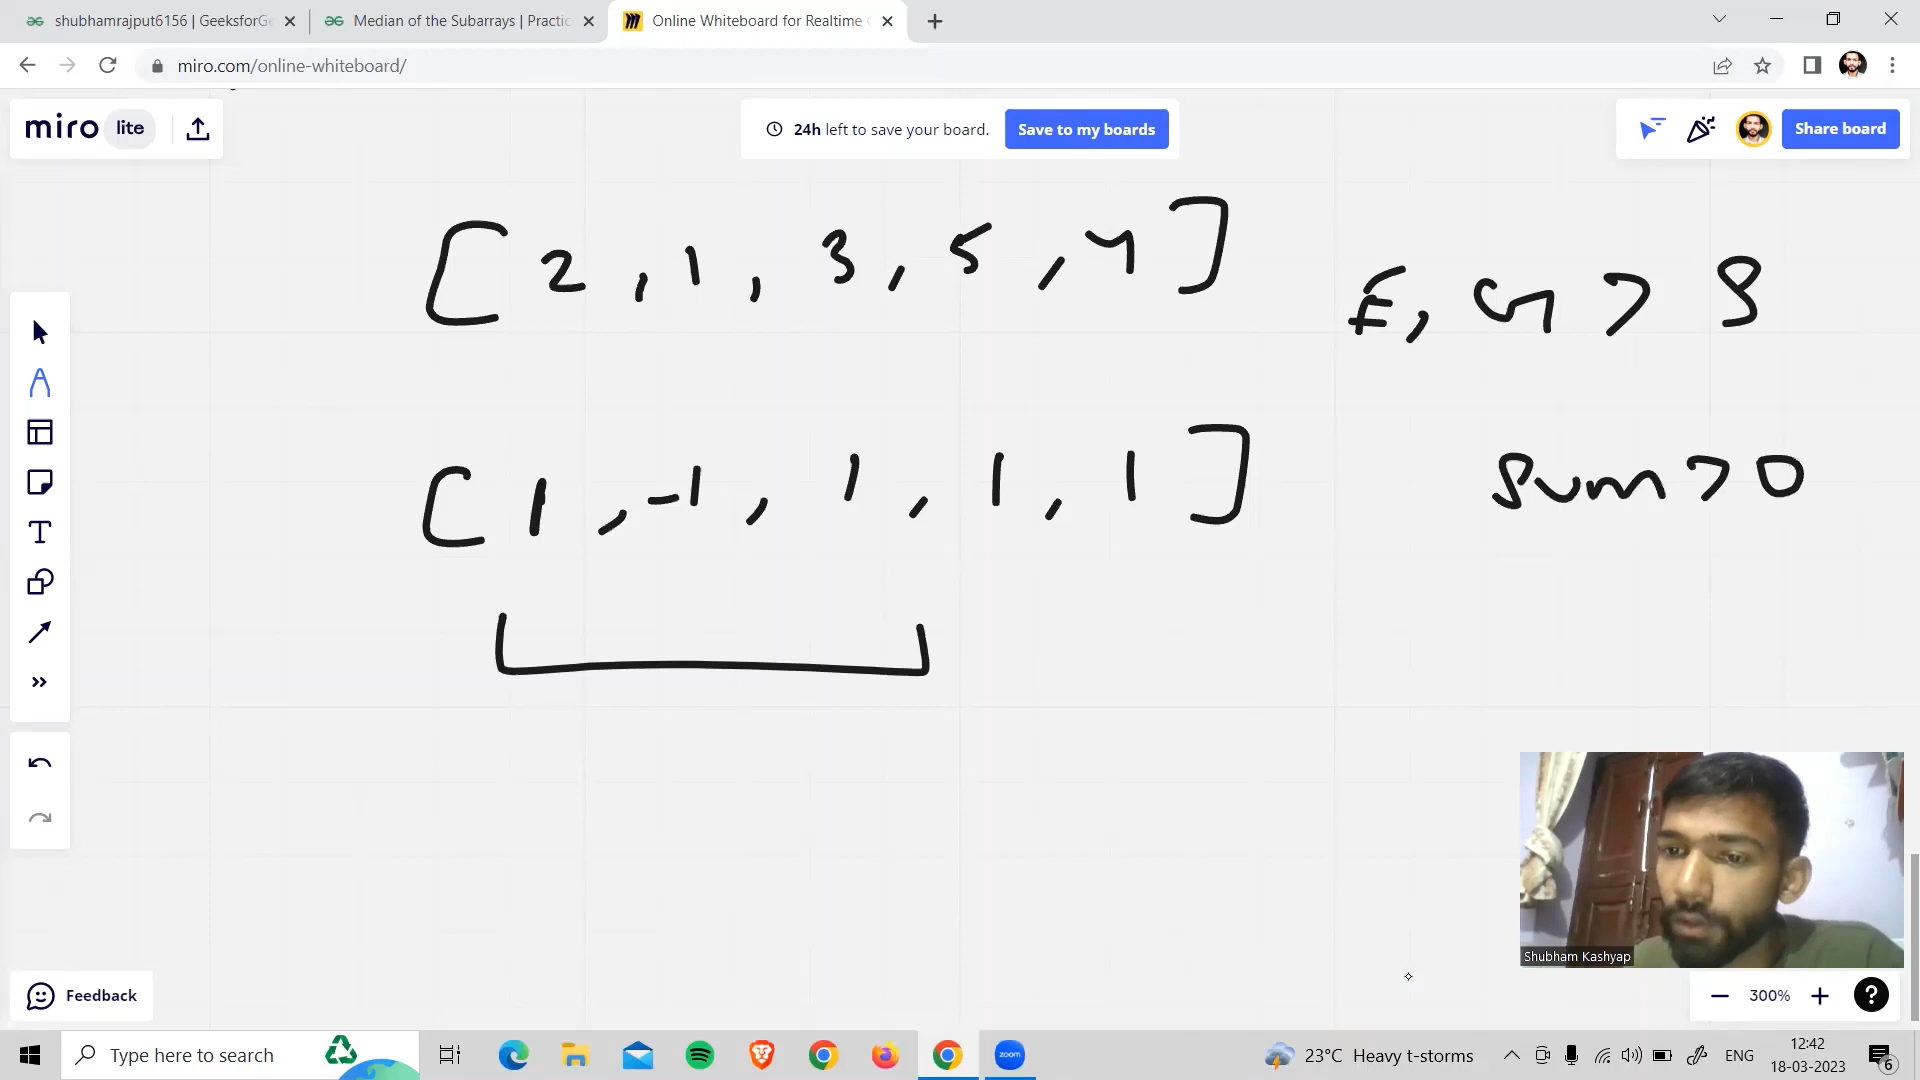 shubhamrajput6156 | GeeksforGe
Median of the Subarrays | Practic
Online Whiteboard for Realtime C
miro.com/online-whiteboard/
miro lite
24h left to save your board.
Save to my boards
Share board
[ 2 , 1 , 3 , 5 , 4 ]
E, G > S
[ 1 , -1 , 1 , 1 , 1 ]
Sum > 0
T
Shubham Kashyap
Feedback
300%
?
Type here to search
zoom
23°C Heavy t-storms
ENG
12:42
18-03-2023
6